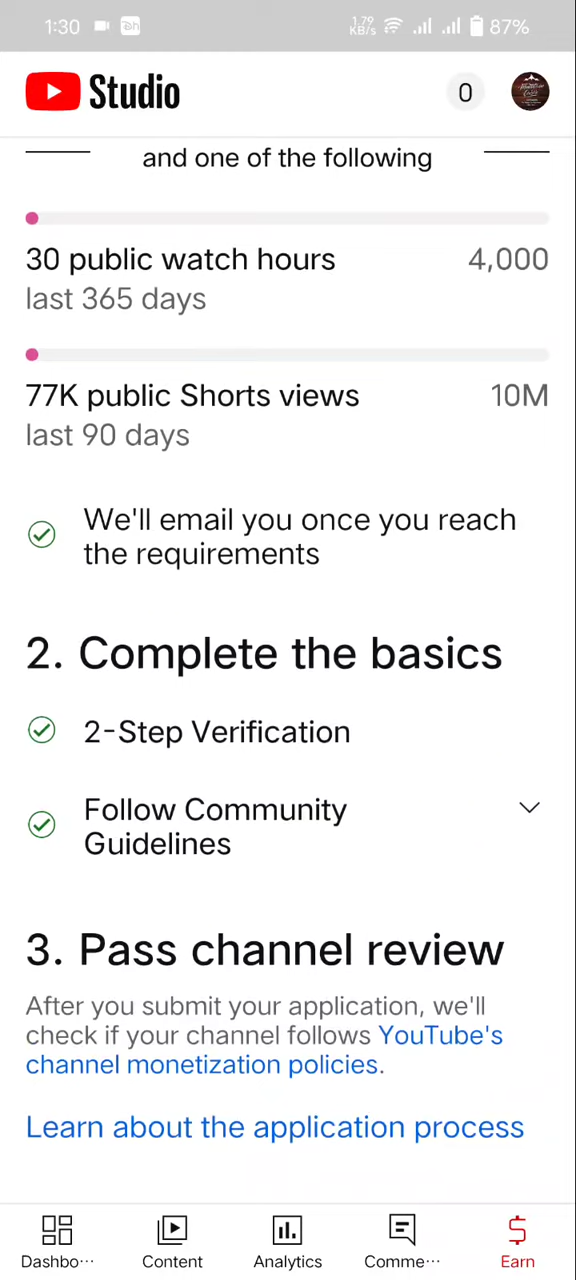 1:30 1.79 KB/s 87%
Studio 0
and one of the following
30 public watch hours 4,000
last 365 days
77K public Shorts views 10M
last 90 days
We'll email you once you reach
the requirements
2. Complete the basics
2-Step Verification
Follow Community
Guidelines
3. Pass channel review
After you submit your application, we'll
check if your channel follows YouTube's
channel monetization policies.
Learn about the application process
Dashbo··· Content Analytics Comme··· Earn